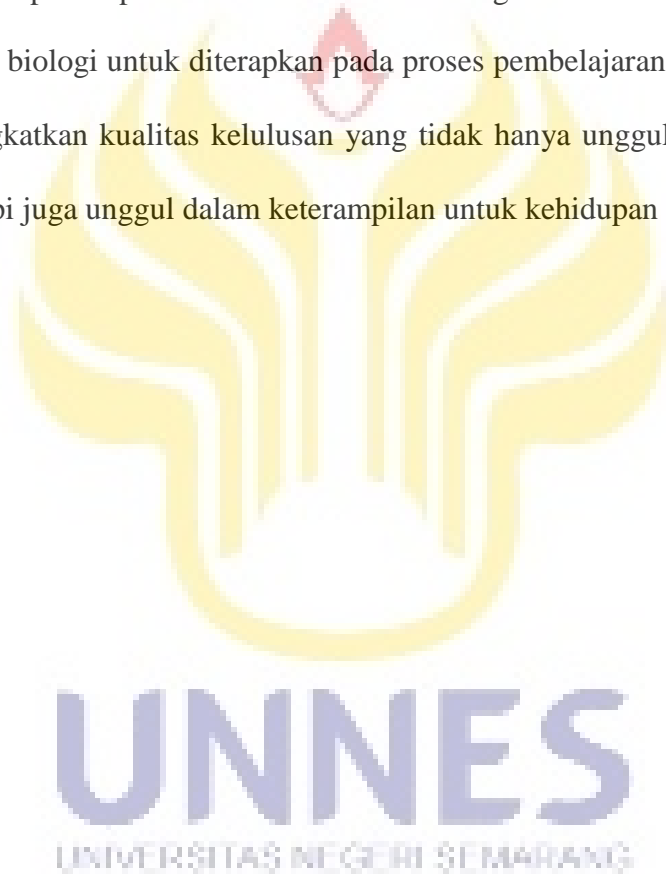 biologi untuk diterapkan pada proses pembelajaran
gkatkan kualitas kelulusan yang tidak hanya unggul
pi juga unggul dalam keterampilan untuk kehidupan
UNNES
UNIVERSITAS NEGERI SEMARANG